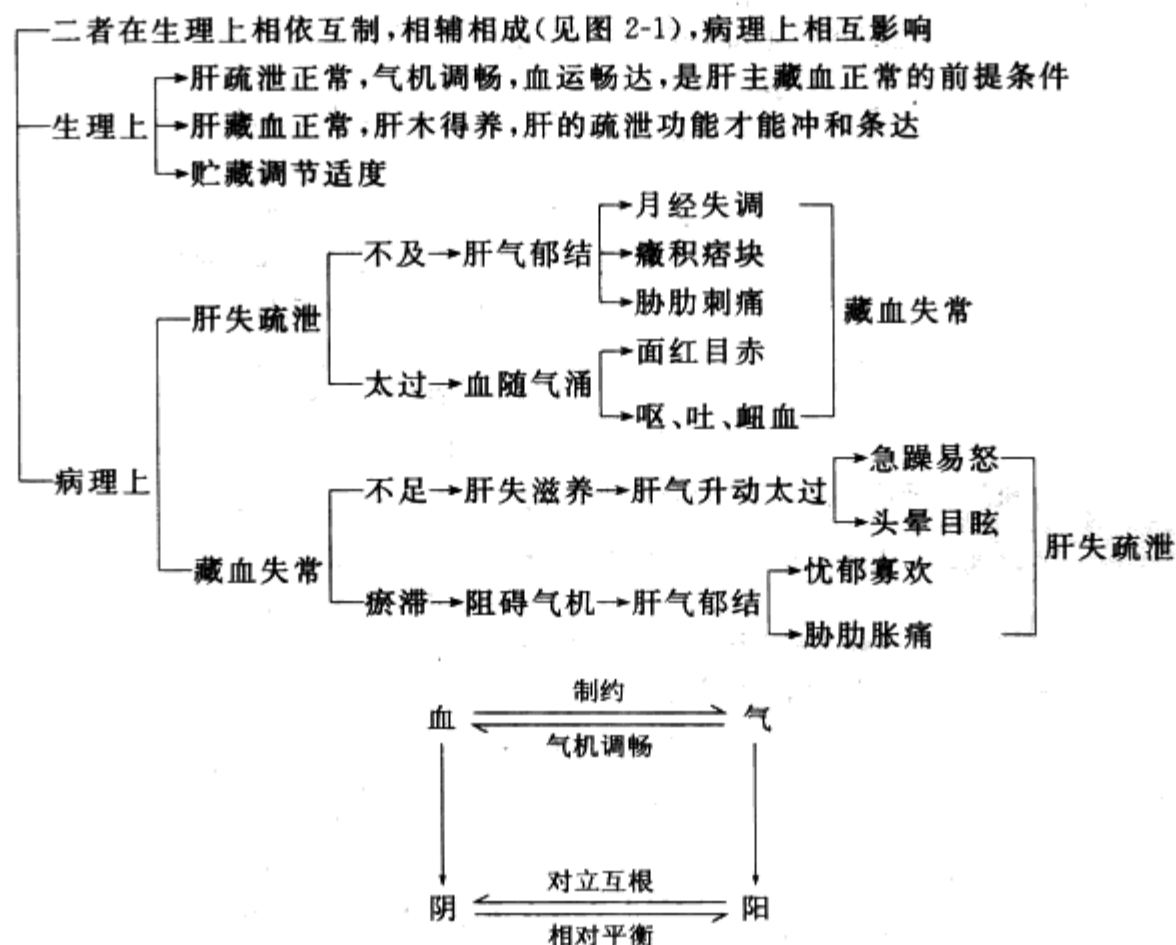 二者在生理上相依互制,相辅相成(见图 2-1),病理上相互影响
生理上
肝疏泄正常,气机调畅,血运畅达,是肝主藏血正常的前提条件
肝藏血正常,肝木得养,肝的疏泄功能才能冲和条达
贮藏调节适度
病理上
肝失疏泄
不及→肝气郁结
月经失调
癥积痞块
胁肋刺痛
太过→血随气涌
面红目赤
呕、吐、衄血
藏血失常
藏血失常
不足→肝失滋养→肝气升动太过
急躁易怒
头晕目眩
瘀滞→阻碍气机→肝气郁结
忧郁寡欢
胁肋胀痛
肝失疏泄
制约
血 气
气机调畅
对立互根
阴 阳
相对平衡